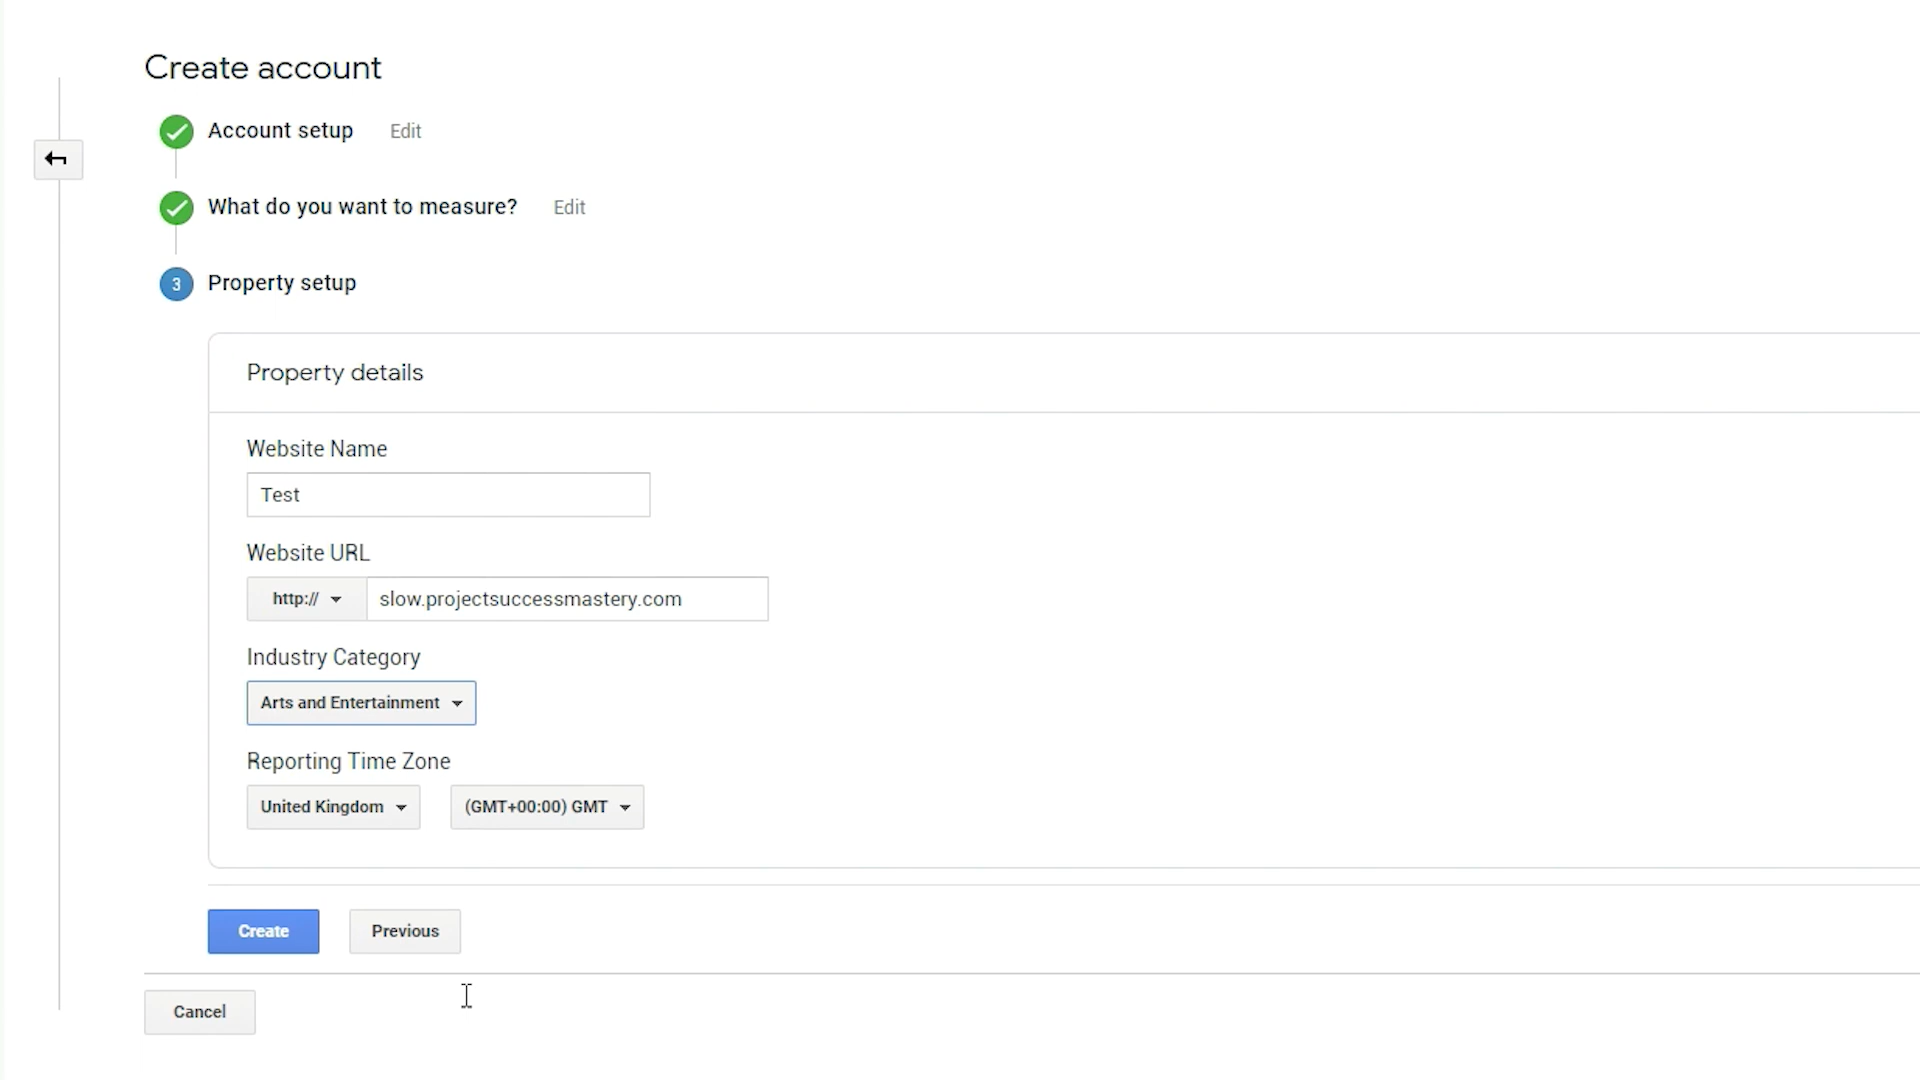 Create account
Account setup Edit
What do you want to measure? Edit
3 Property setup
Property details
Website Name
Test
Website URL
http:// slow.projectsuccessmastery.com
Industry Category
Arts and Entertainment
Reporting Time Zone
United Kingdom (GMT+00:00) GMT
Create Previous
Cancel